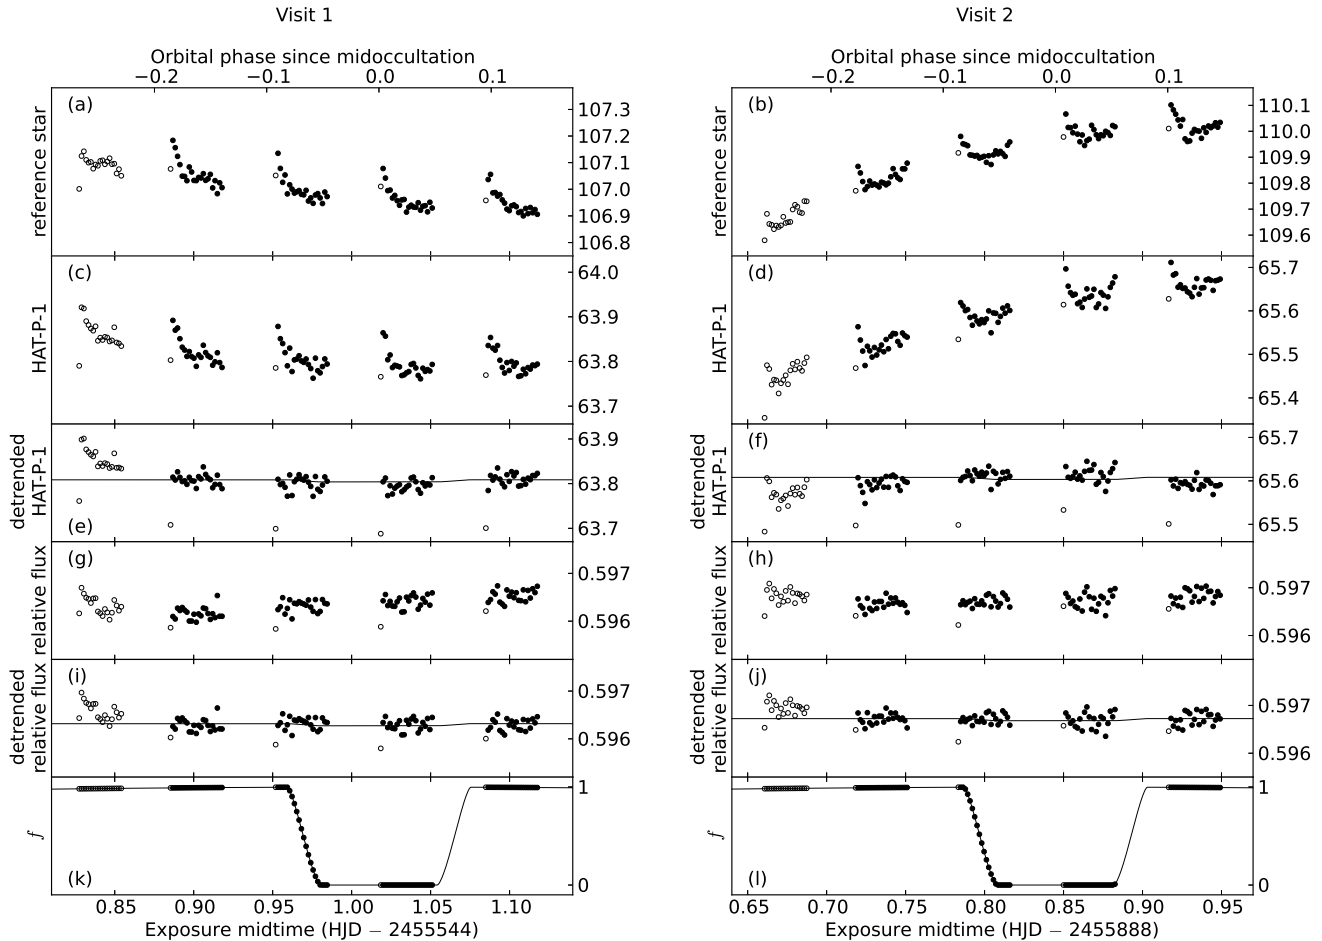 Visit 1
Visit 2
Orbital phase since midoccultation
Orbital phase since midoccultation
−0.2 −0.1 0.0 0.1
−0.2 −0.1 0.0 0.1
(a)
reference star
107.3
107.2
107.1
107.0
106.9
106.8
(b)
reference star
110.1
110.0
109.9
109.8
109.7
109.6
(c)
HAT-P-1
64.0
63.9
63.8
63.7
(d)
HAT-P-1
65.7
65.6
65.5
65.4
(e)
detrended
HAT-P-1
63.9
63.8
63.7
(f)
detrended
HAT-P-1
65.7
65.6
65.5
(g)
relative flux
0.597
0.596
(h)
relative flux
0.597
0.596
(i)
detrended
relative flux
0.597
0.596
(j)
detrended
relative flux
0.597
0.596
(k)
f
1
0
(l)
f
1
0
0.85 0.90 0.95 1.00 1.05 1.10
0.65 0.70 0.75 0.80 0.85 0.90 0.95
Exposure midtime (HJD − 2455544)
Exposure midtime (HJD − 2455888)